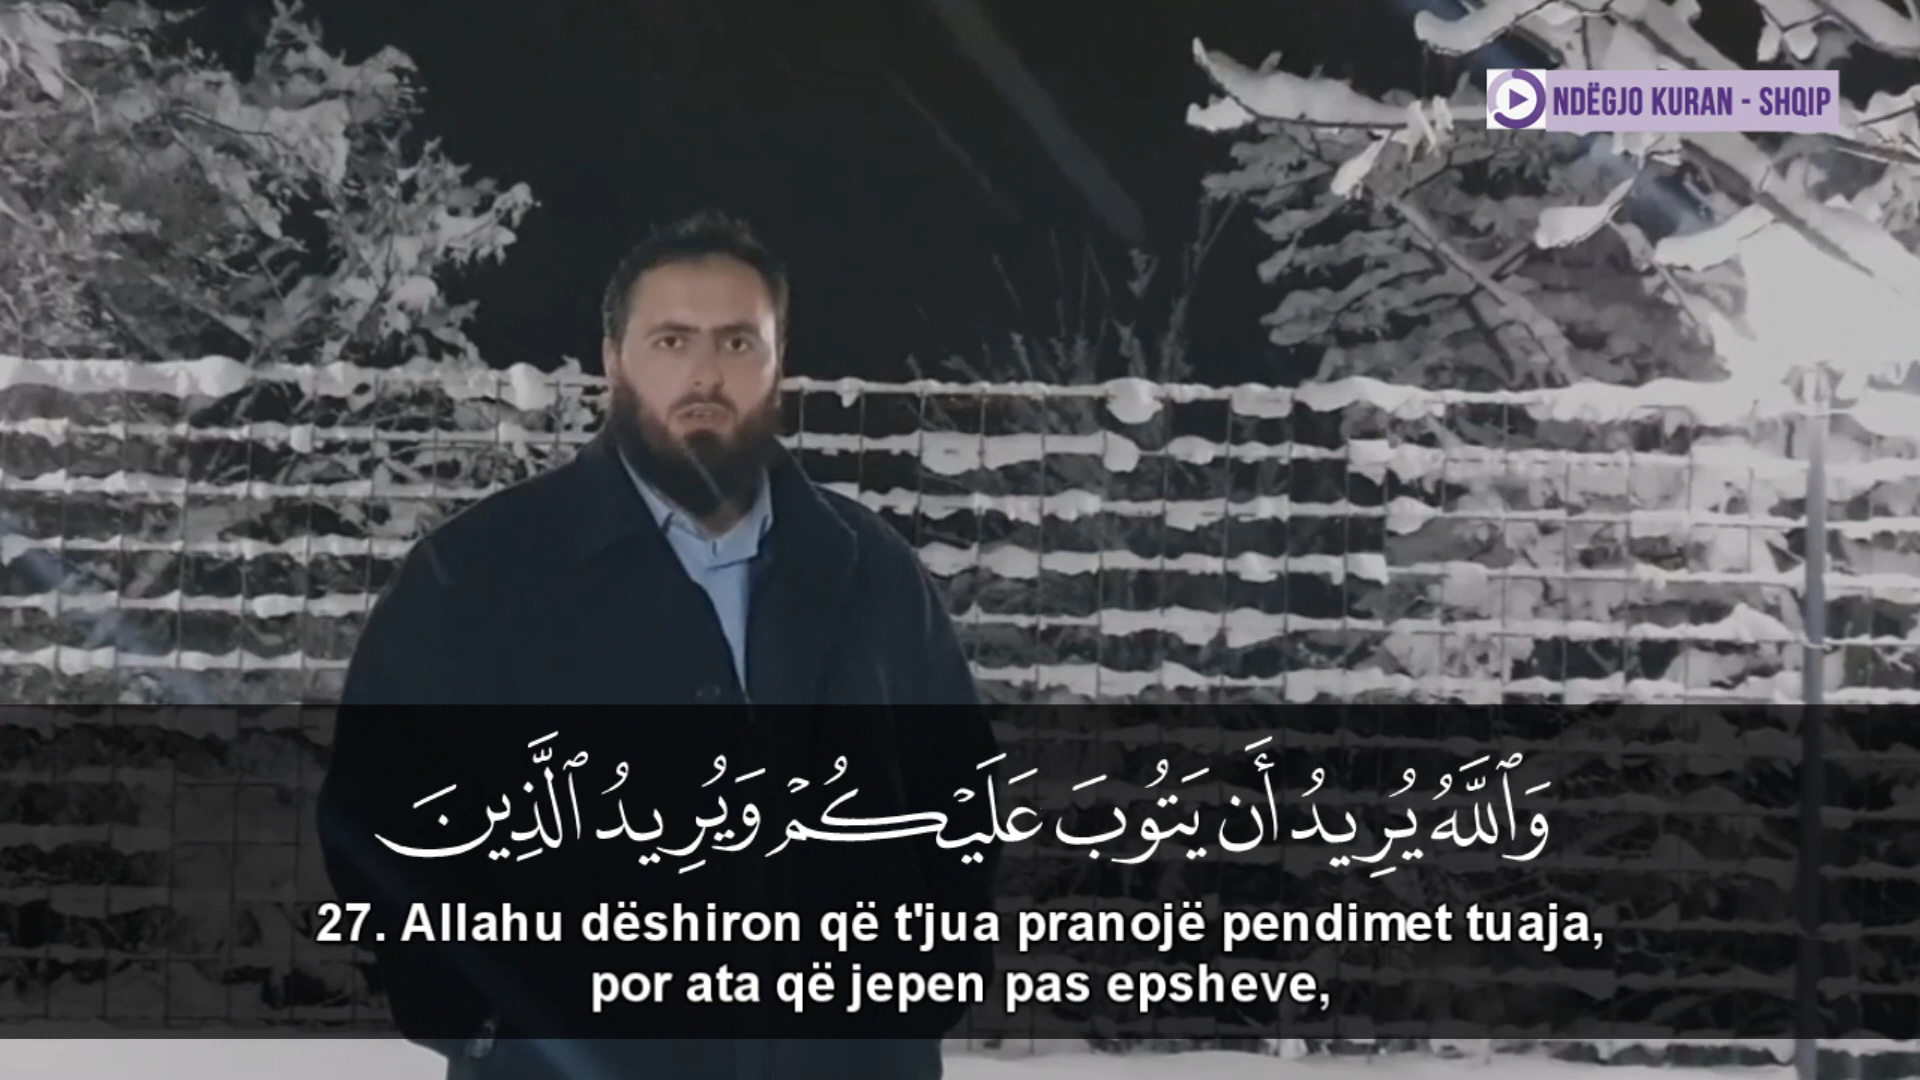 NDËGJO KURAN - SHQIP
وَٱللَّهُ يُرِيدُ أَن يَتُوبَ عَلَيۡكُمۡ وَيُرِيدُ ٱلَّذِينَ
27. Allahu dëshiron që t'jua pranojë pendimet tuaja,
por ata që jepen pas epsheve,